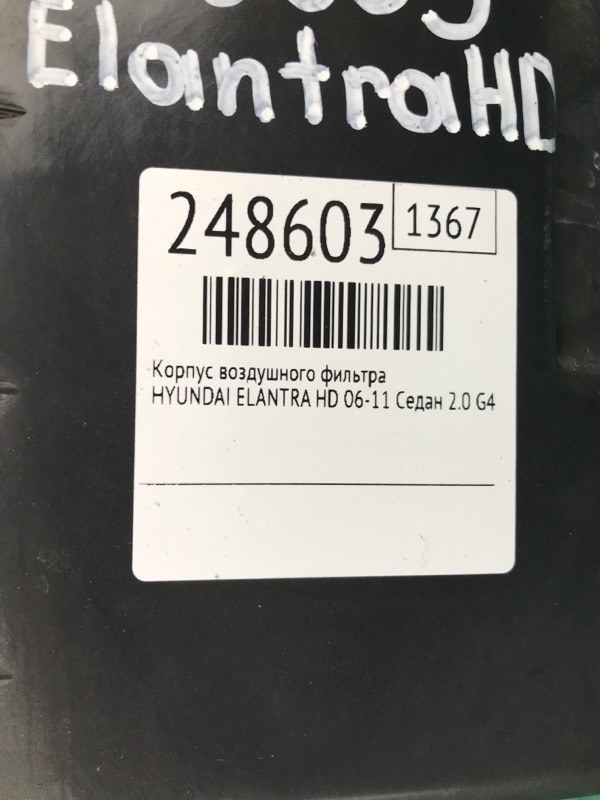 ElantraHD
248603
1367
Корпус воздушного фильтра
HYUNDAI ELANTRA HD 06-11 Седан 2.0 G4